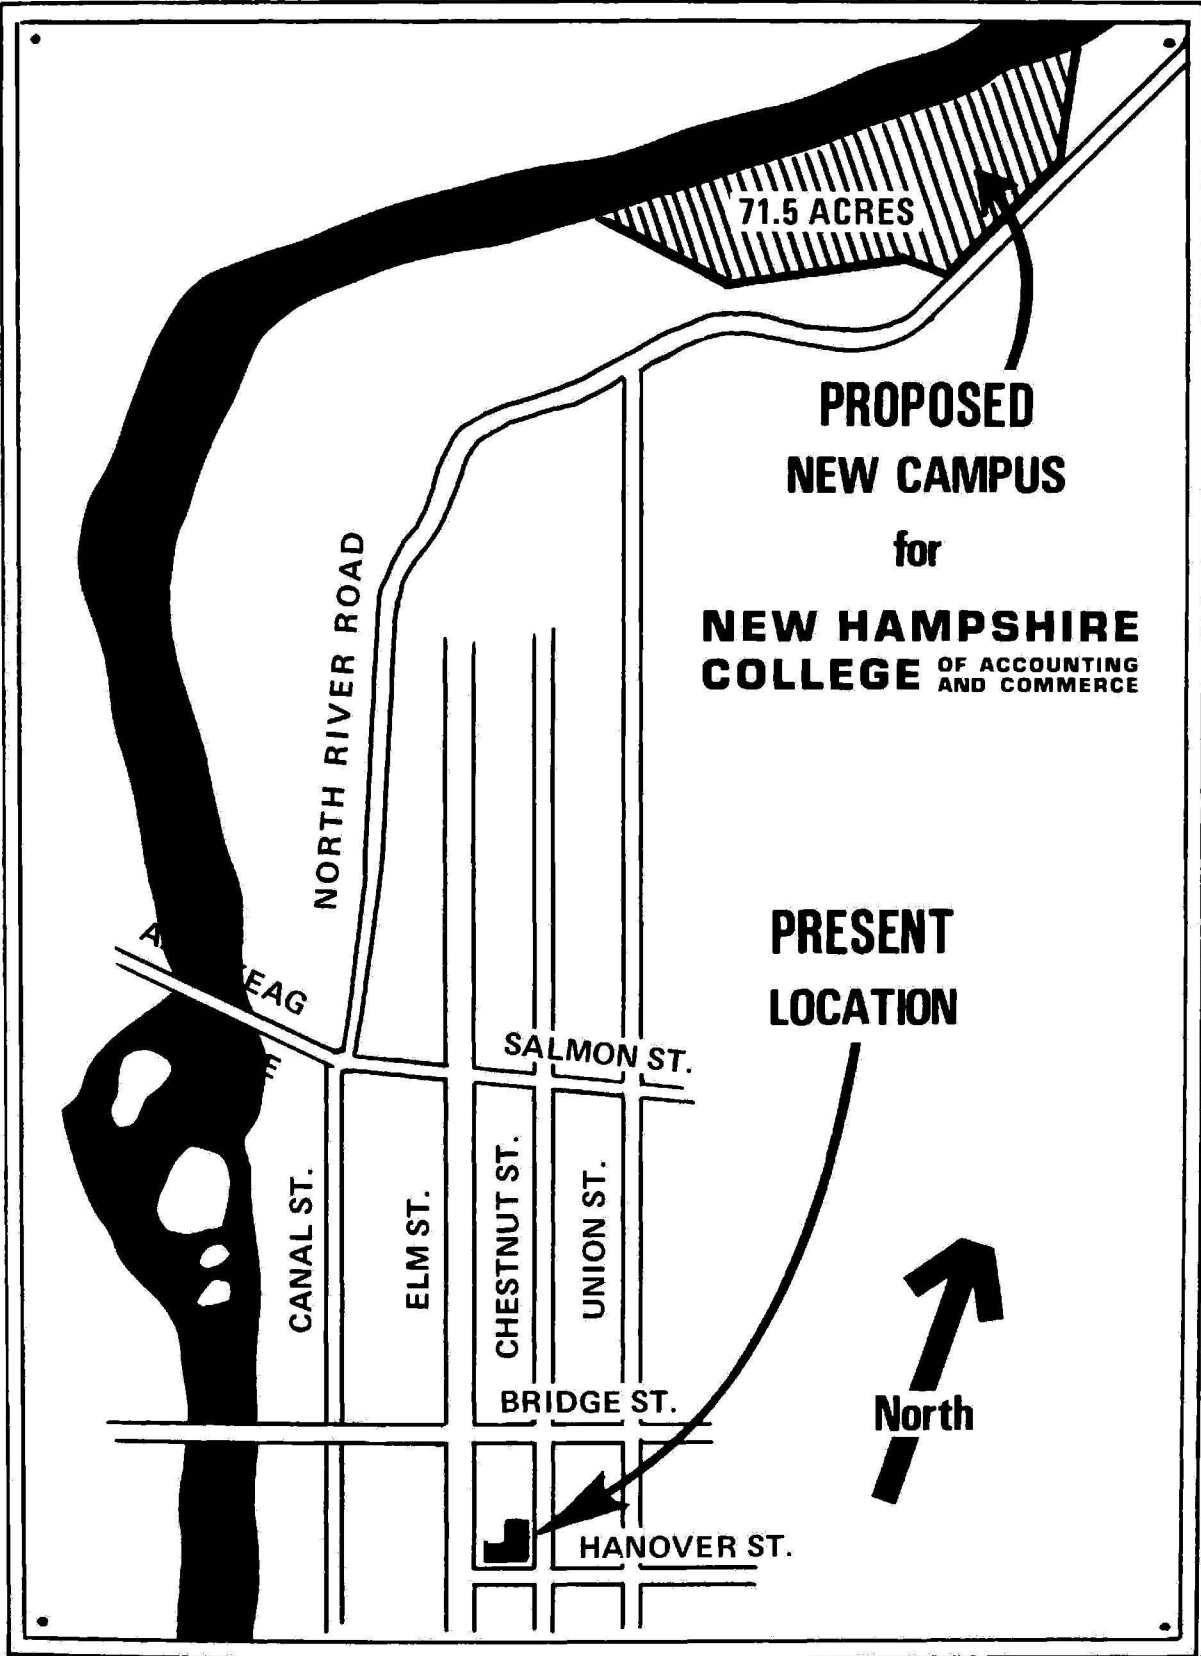 71.5 ACRES
PROPOSED
NEW CAMPUS
for
NEW HAMPSHIRE
COLLEGE OF ACCOUNTING
AND COMMERCE
NORTH RIVER ROAD
PRESENT
LOCATION
SALMON ST.
CANAL ST.
ELM ST.
CHESTNUT ST.
UNION ST.
BRIDGE ST.
North
HANOVER ST.